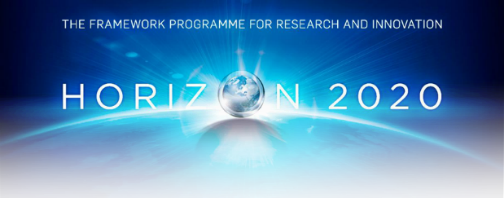 THE FRAMEWORK PROGRAMME FOR RESEARCH AND INNOVATION
HORIZON 2020